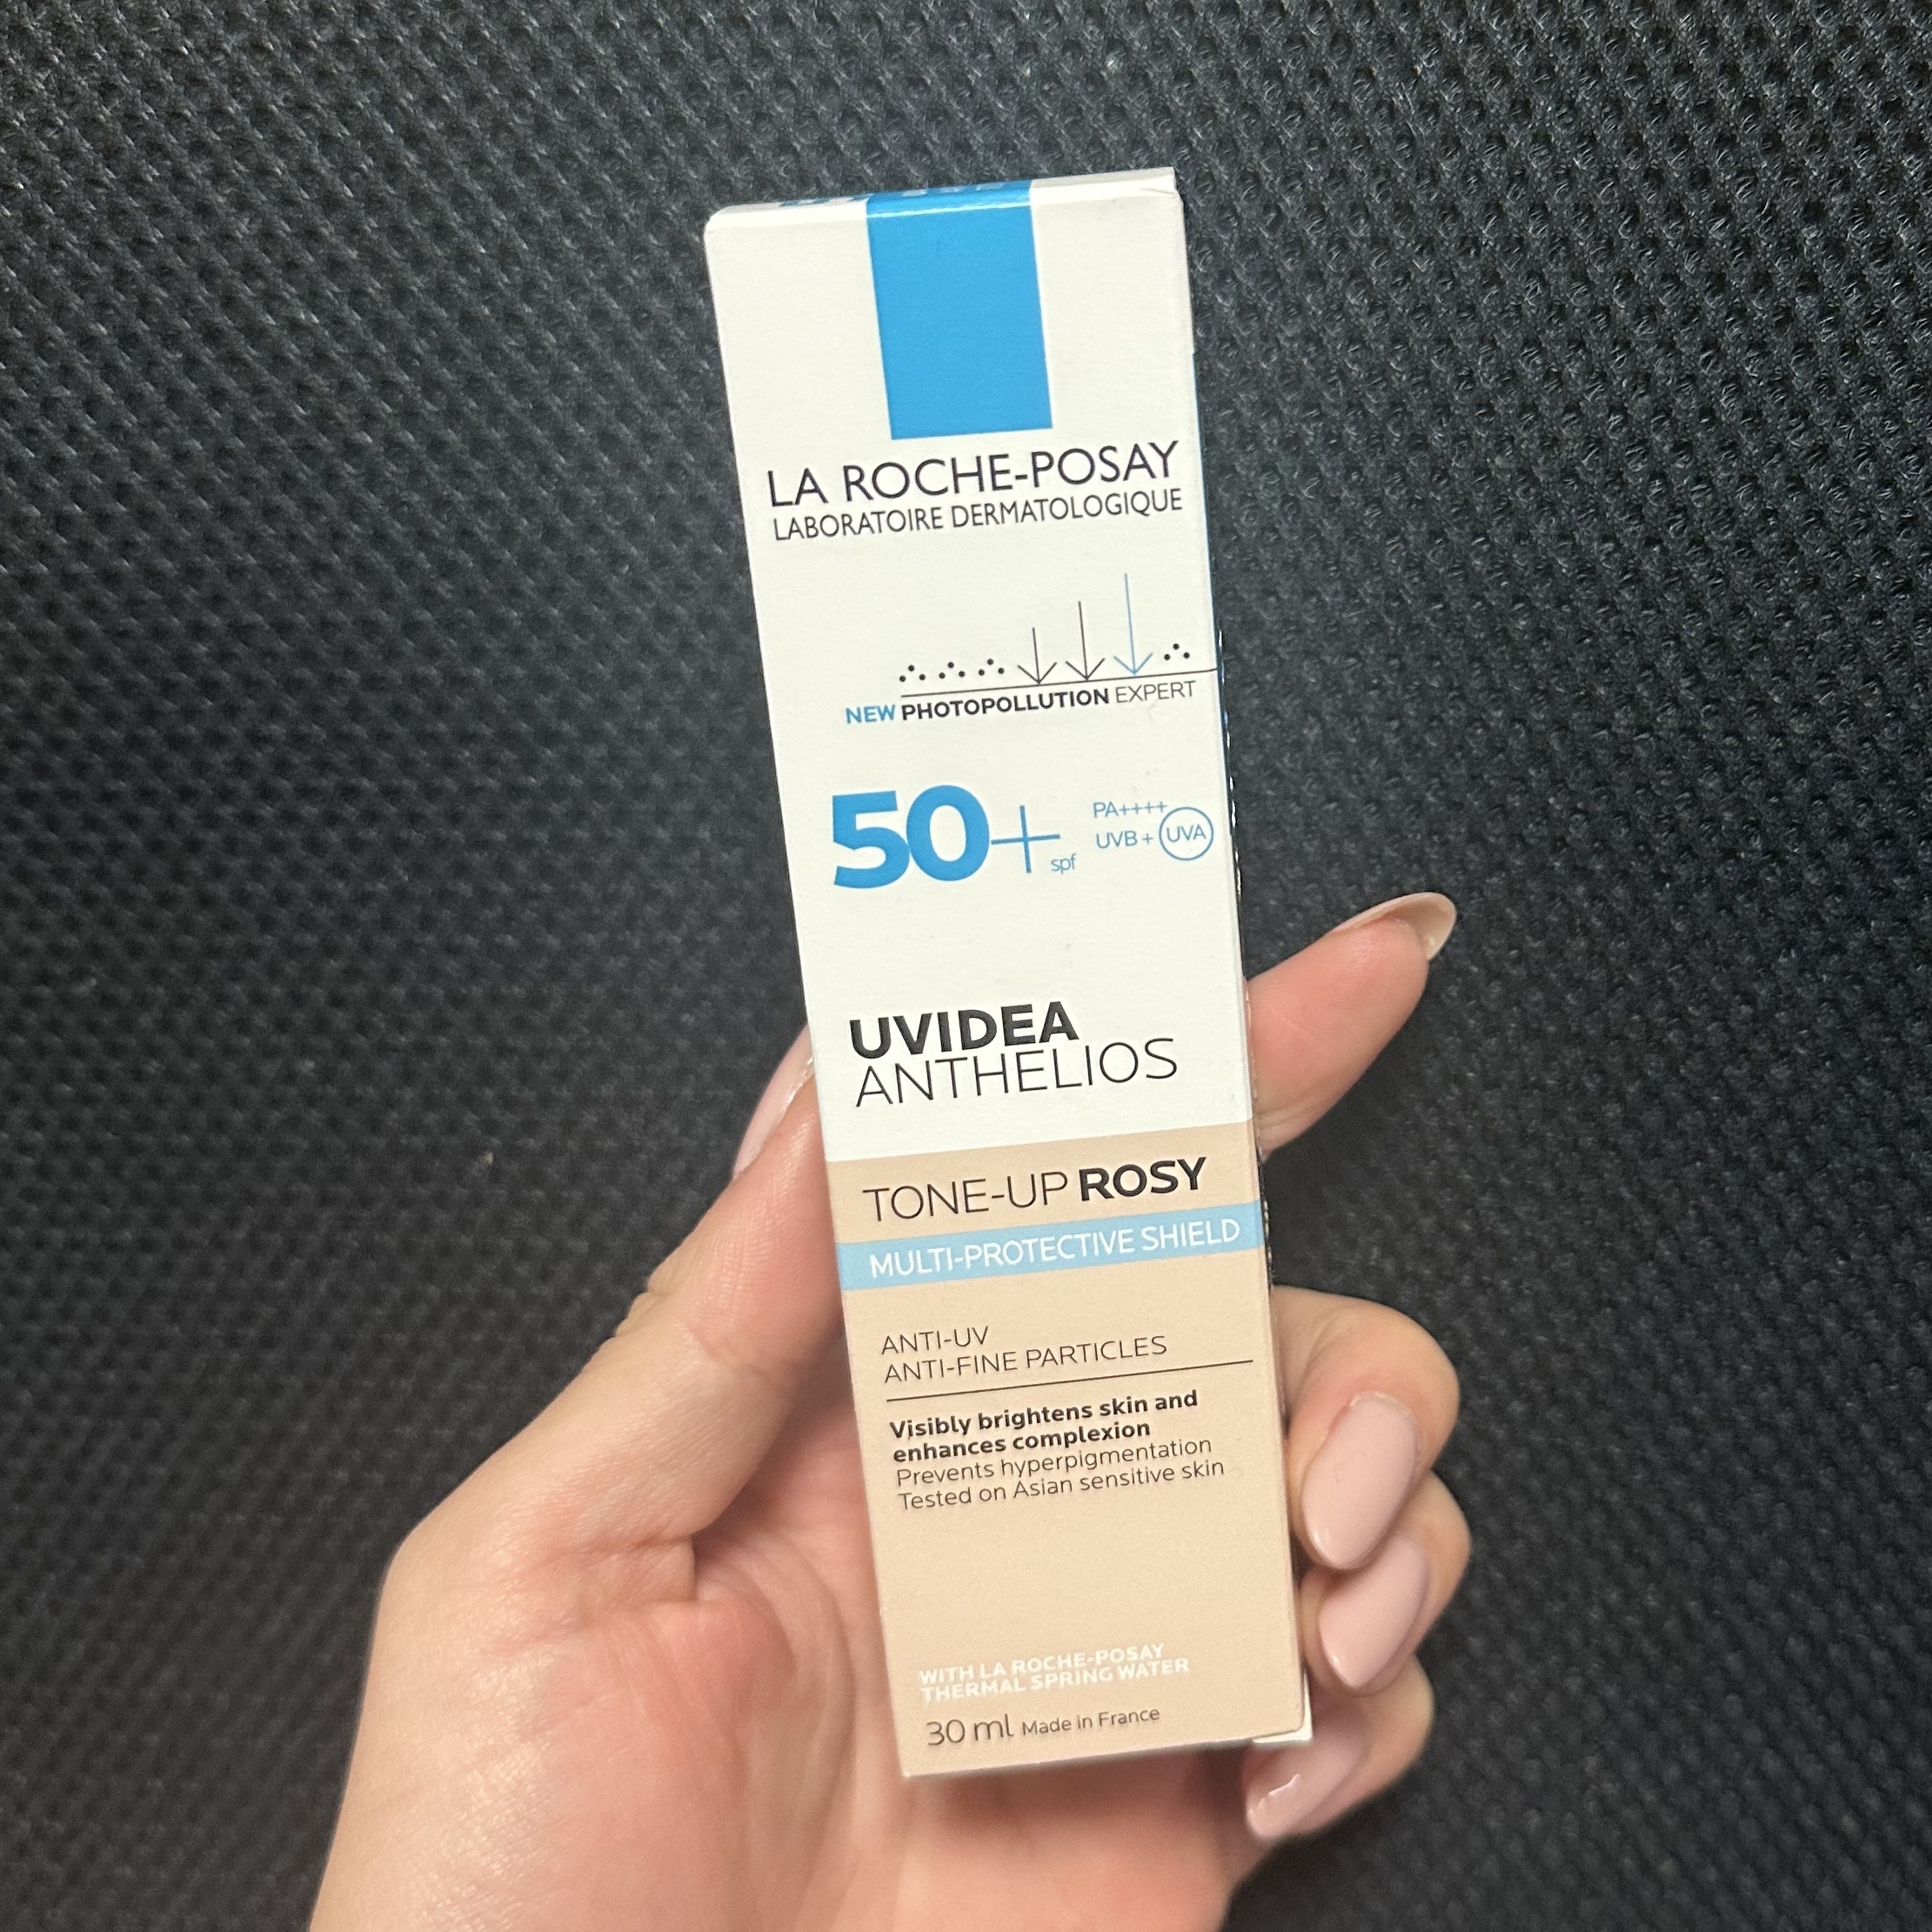 LA ROCHE-POSAY
LABORATOIRE DERMATOLOGIQUE
NEW PHOTOPOLLUTION EXPERT
50+ spf
PA++++
UVB + UVA
UVIDEA
ANTHELIOS
TONE-UP ROSY
MULTI-PROTECTIVE SHIELD
ANTI-UV
ANTI-FINE PARTICLES
Visibly brightens skin and
enhances complexion
Prevents hyperpigmentation
Tested on Asian sensitive skin
WITH LA ROCHE-POSAY
THERMAL SPRING WATER
30 ml Made in France